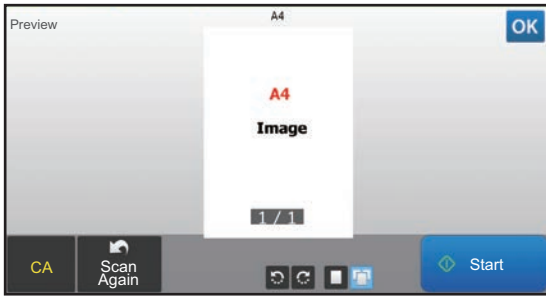 Preview
A4
OK
A4
Image
1 / 1
CA
Scan
Again
Start